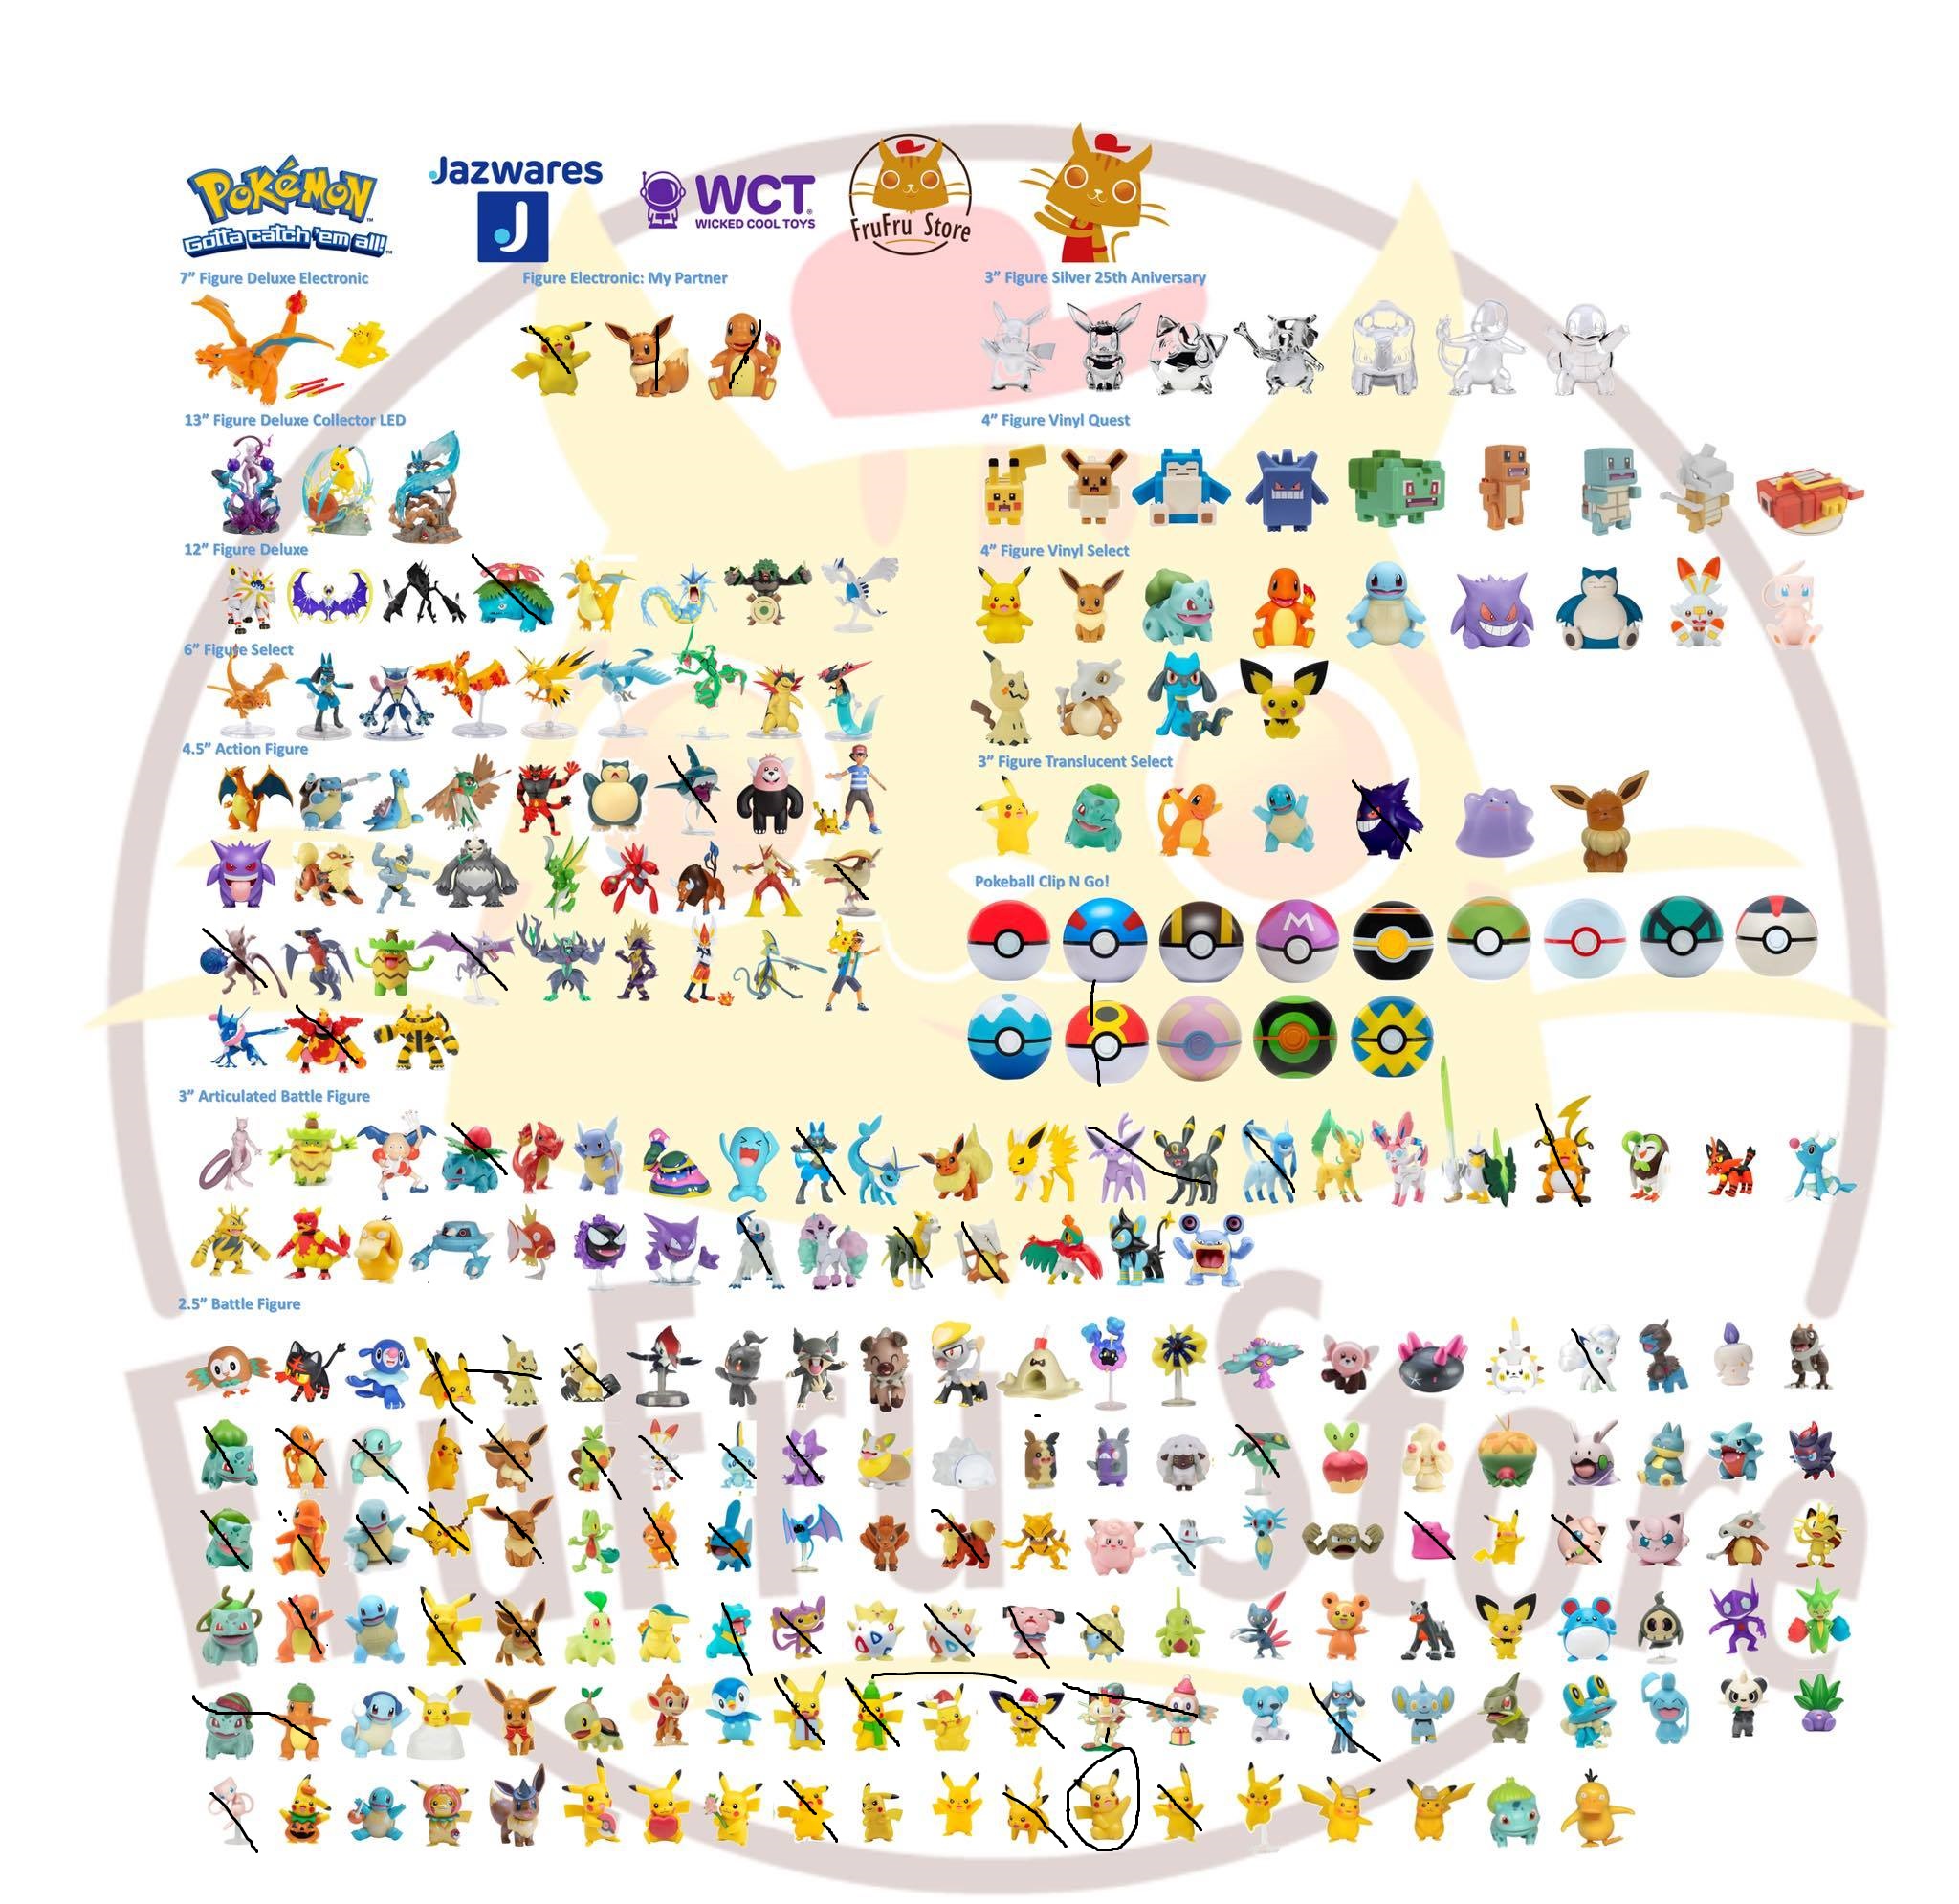 POKéMON
Gotta catch 'em all!
Jazwares
J
WCT
WICKED COOL TOYS
FruFru Store
7” Figure Deluxe Electronic
Figure Electronic: My Partner
3” Figure Silver 25th Aniversary
13” Figure Deluxe Collector LED
4” Figure Vinyl Quest
12” Figure Deluxe
4” Figure Vinyl Select
6” Figure Select
4.5” Action Figure
3” Figure Translucent Select
Pokeball Clip N Go!
M
3” Articulated Battle Figure
2.5” Battle Figure
FruFru Store